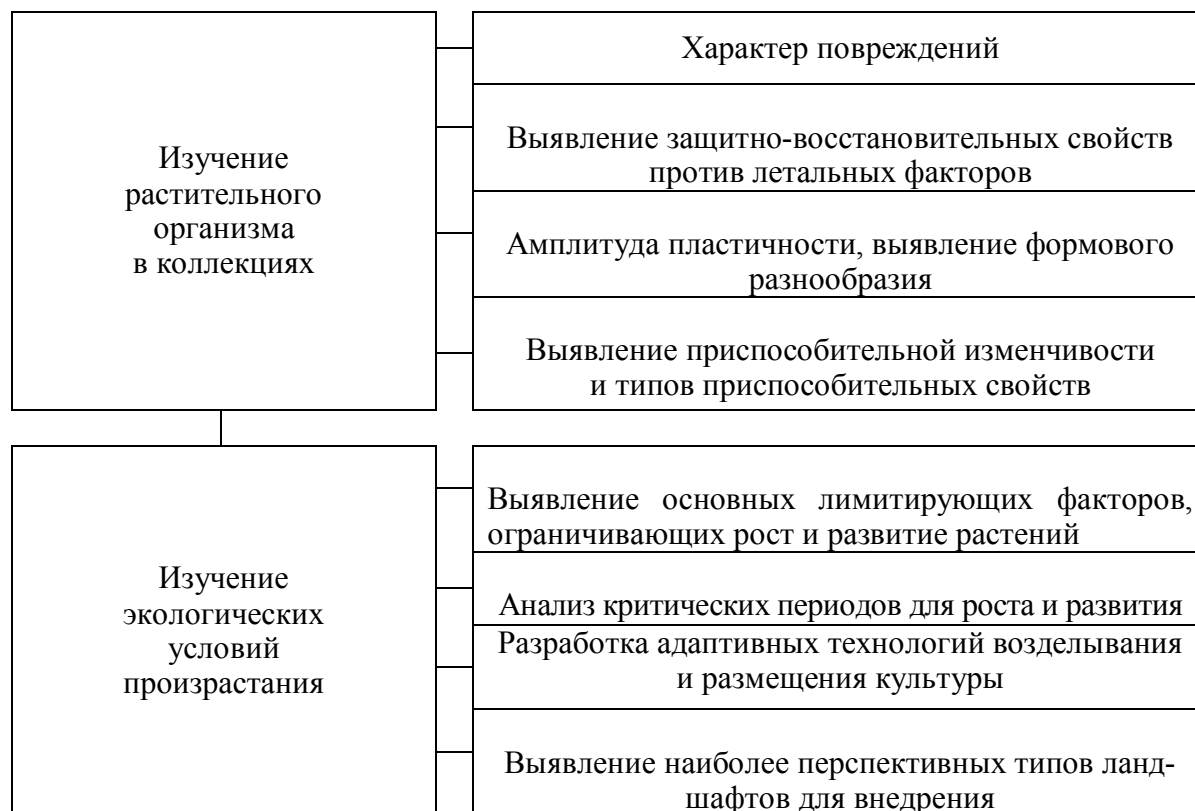 Изучение
растительного
организма
в коллекциях
Характер повреждений
Выявление защитно-восстановительных свойств
против летальных факторов
Амплитуда пластичности, выявление формового
разнообразия
Выявление приспособительной изменчивости
и типов приспособительных свойств
Изучение
экологических
условий
произрастания
Выявление основных лимитирующих факторов,
ограничивающих рост и развитие растений
Анализ критических периодов для роста и развития
Разработка адаптивных технологий возделывания
и размещения культуры
Выявление наиболее перспективных типов ланд-
шафтов для внедрения